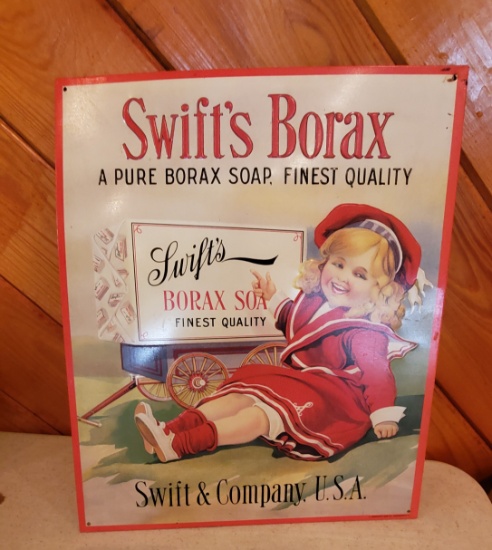 Swift's Borax
A PURE BORAX SOAP, FINEST QUALITY
Swift's
BORAX SOA
FINEST QUALITY
Swift & Company, U.S.A.